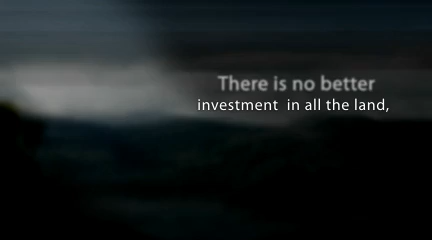 There is no better
investment in all the land,